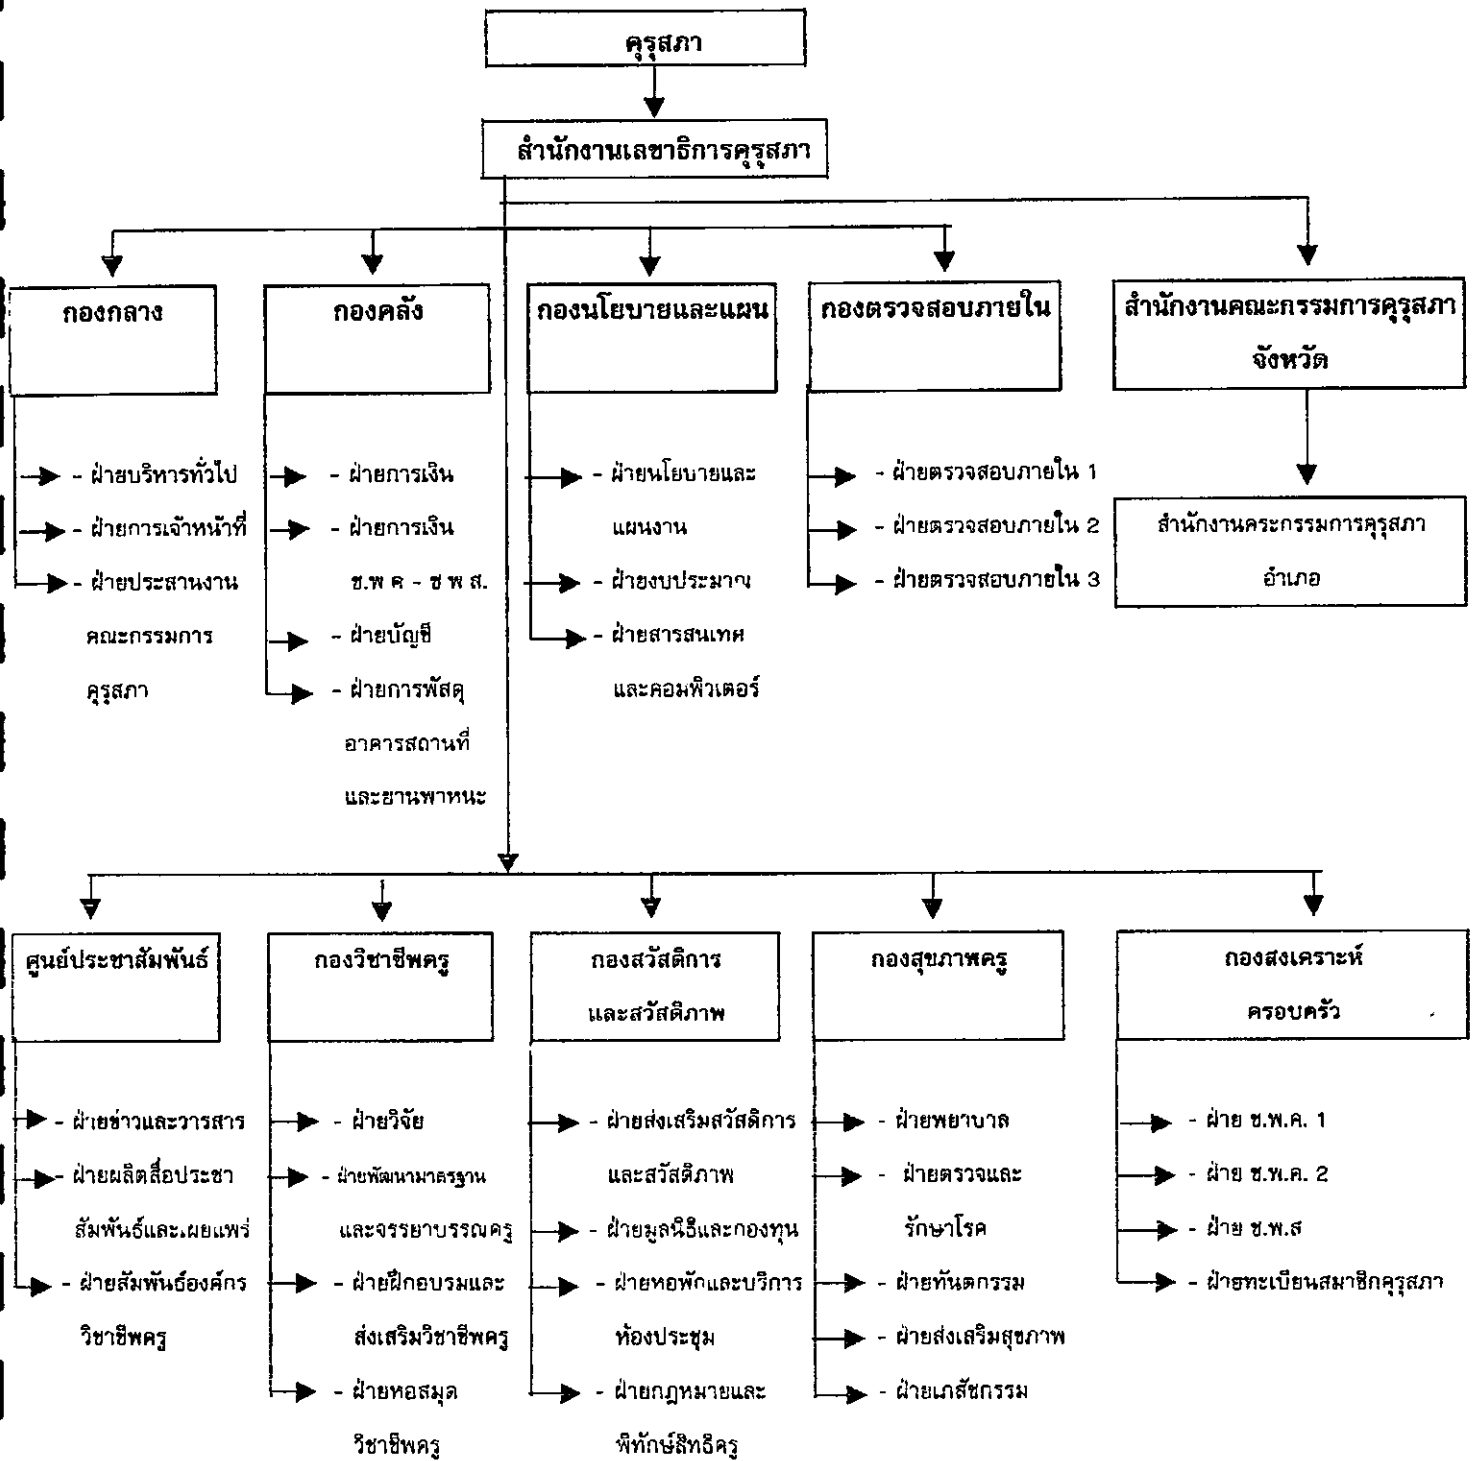 คุรุสภา
สำนักงานเลขาธิการคุรุสภา
กองกลาง
- ฝ่ายบริหารทั่วไป
- ฝ่ายการเจ้าหน้าที่
- ฝ่ายประสานงาน
คณะกรรมการ
คุรุสภา
กองคลัง
- ฝ่ายการเงิน
- ฝ่ายการเงิน
ช.พ ค - ช พ ส.
- ฝ่ายบัญชี
- ฝ่ายการพัสดุ
อาคารสถานที่
และยานพาหนะ
กองนโยบายและแผน
- ฝ่ายนโยบายและ
แผนงาน
- ฝ่ายงบประมาณ
- ฝ่ายสารสนเทศ
และคอมพิวเตอร์
กองตรวจสอบภายใน
- ฝ่ายตรวจสอบภายใน 1
- ฝ่ายตรวจสอบภายใน 2
- ฝ่ายตรวจสอบภายใน 3
สำนักงานคณะกรรมการคุรุสภา
จังหวัด
สำนักงานคระกรรมการคุรุสภา
อำเภอ
ศูนย์ประชาสัมพันธ์
- ฝ่ายข่าวและวารสาร
- ฝ่ายผลิตสื่อประชา
สัมพันธ์และเผยแพร่
- ฝ่ายสัมพันธ์องค์กร
วิชาชีพครู
กองวิชาชีพครู
- ฝ่ายวิจัย
- ฝ่ายพัฒนามาตรฐาน
และจรรยาบรรณครู
- ฝ่ายฝึกอบรมและ
ส่งเสริมวิชาชีพครู
- ฝ่ายหอสมุด
วิชาชีพครู
กองสวัสดิการ
และสวัสดิภาพ
- ฝ่ายส่งเสริมสวัสดิการ
และสวัสดิภาพ
- ฝ่ายมูลนิธิและกองทุน
- ฝ่ายหอพักและบริการ
ห้องประชุม
- ฝ่ายกฎหมายและ
พิทักษ์สิทธิครู
กองสุขภาพครู
- ฝ่ายพยาบาล
- ฝ่ายตรวจและ
รักษาโรค
- ฝ่ายทันตกรรม
- ฝ่ายส่งเสริมสุขภาพ
- ฝ่ายเภสัชกรรม
กองสงเคราะห์
ครอบครัว
- ฝ่าย ช.พ.ค. 1
- ฝ่าย ช.พ.ค. 2
- ฝ่าย ช.พ.ส
- ฝ่ายทะเบียนสมาชิกคุรุสภา